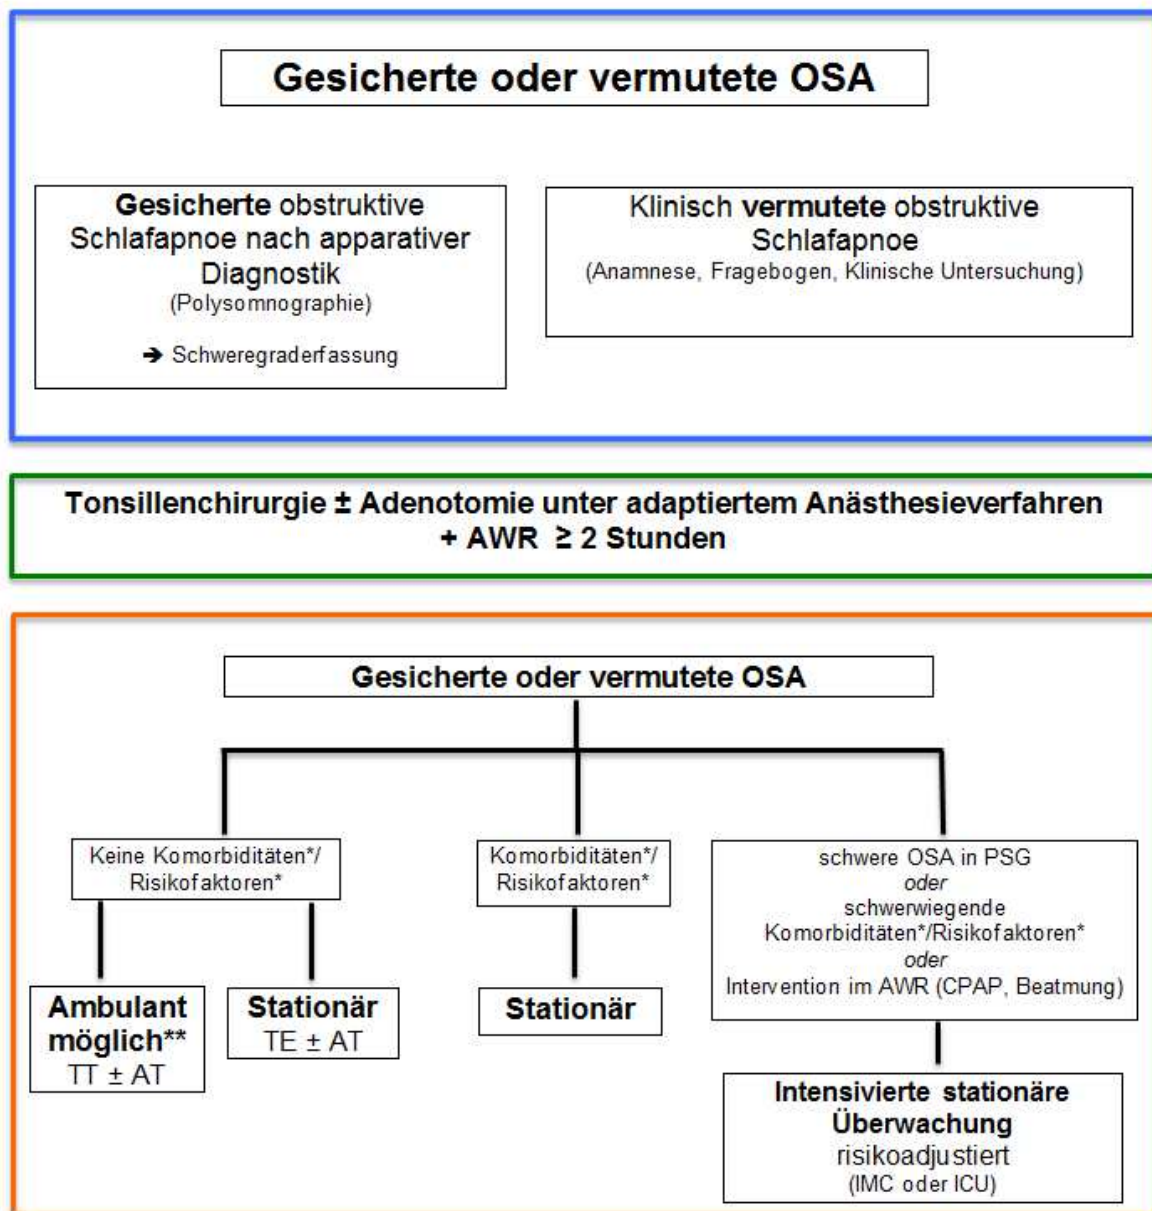 Gesicherte oder vermutete OSA
Gesicherte obstruktive
Schlafapnoe nach apparativer
Diagnostik
(Polysomnographie)
➔ Schweregraderfassung
Klinisch vermutete obstruktive
Schlafapnoe
(Anamnese, Fragebogen, Klinische Untersuchung)
Tonsillenchirurgie ± Adenotomie unter adaptiertem Anästhesieverfahren
+ AWR ≥ 2 Stunden
Gesicherte oder vermutete OSA
Keine Komorbiditäten*/
Risikofaktoren*
Ambulant
möglich**
TT ± AT
Stationär
TE ± AT
Komorbiditäten*/
Risikofaktoren*
Stationär
schwere OSA in PSG
oder
schwerwiegende
Komorbiditäten*/Risikofaktoren*
oder
Intervention im AWR (CPAP, Beatmung)
Intensivierte stationäre
Überwachung
risikoadjustiert
(IMC oder ICU)